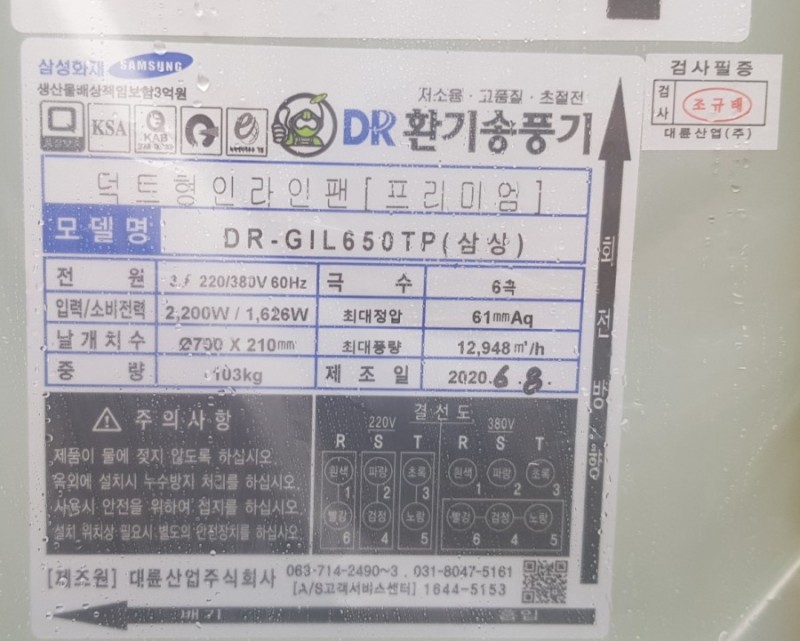 삼성화재 SAMSUNG
생산물배상책임보험3억원
Q KSA KAB e
저소음 · 고품질 · 초절전
DR 환기송풍기
검사필증
검사 조규배
대륜산업(주)
덕트형인라인팬[프리미엄]
모델명 DR-GIL650TP(삼상)
전 원 220/380V 60Hz 극 수 6극
입력/소비전력 2,200W / 1,626W 최대정압 61mmAq
날개치수 Ø700 X 210mm 최대풍량 12,948㎥/h
중 량 103kg 제 조 일 2020.6.8.
회전방향
주의사항
제품이 물에 젖지 않도록 하십시오.
옥외에 설치시 누수방지 처리를 하십시오.
사용시 안전을 위하여 접지를 하십시오.
설치 위치상 필요시 별도의 안전장치를 하십시오.
결선도
220V 380V
R S T R S T
흰색 파랑 초록 흰색 파랑 초록
1 2 3 1 2 3
빨강 검정 노랑 빨강 검정 노랑
6 4 5 6 4 5
[제조원] 대륜산업주식회사 063-714-2490~3 . 031-8047-5161
[A/S고객서비스센터] 1644-5153
배기 흡입